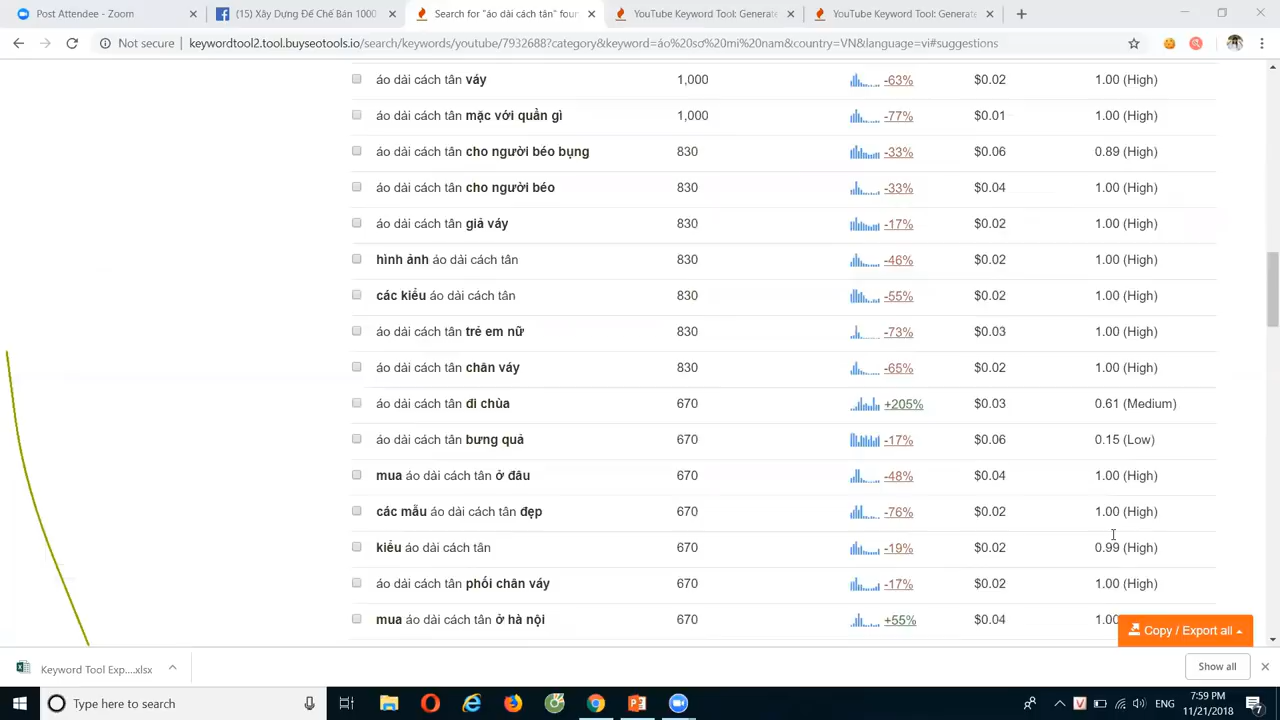 Post Attendee - Zoom
(15) Xây Dựng Đế Chế Bán 1000
Search for "áo dài cách tân" foun
YouTube Keyword Tool: Generate
YouTube Keyword Tool: Generate
Not secure | keywordtool2.tool.buyseotools.io/search/keywords/youtube/7932688?category&keyword=áo%20sơ%20mi%20nam&country=VN&language=vi#suggestions
áo dài cách tân váy 1,000 -63% $0.02 1.00 (High)
áo dài cách tân mặc với quần gì 1,000 -77% $0.01 1.00 (High)
áo dài cách tân cho người béo bụng 830 -33% $0.06 0.89 (High)
áo dài cách tân cho người béo 830 -33% $0.04 1.00 (High)
áo dài cách tân giả váy 830 -17% $0.02 1.00 (High)
hình ảnh áo dài cách tân 830 -46% $0.02 1.00 (High)
các kiểu áo dài cách tân 830 -55% $0.02 1.00 (High)
áo dài cách tân trẻ em nữ 830 -73% $0.03 1.00 (High)
áo dài cách tân chân váy 830 -65% $0.02 1.00 (High)
áo dài cách tân đi chùa 670 +205% $0.03 0.61 (Medium)
áo dài cách tân bưng quả 670 -17% $0.06 0.15 (Low)
mua áo dài cách tân ở đâu 670 -48% $0.04 1.00 (High)
các mẫu áo dài cách tân đẹp 670 -76% $0.02 1.00 (High)
kiểu áo dài cách tân 670 -19% $0.02 0.99 (High)
áo dài cách tân phối chân váy 670 -17% $0.02 1.00 (High)
mua áo dài cách tân ở hà nội 670 +55% $0.04 1.00
Copy / Export all
Keyword Tool Exp....xlsx
Show all
Type here to search
ENG
7:59 PM
11/21/2018